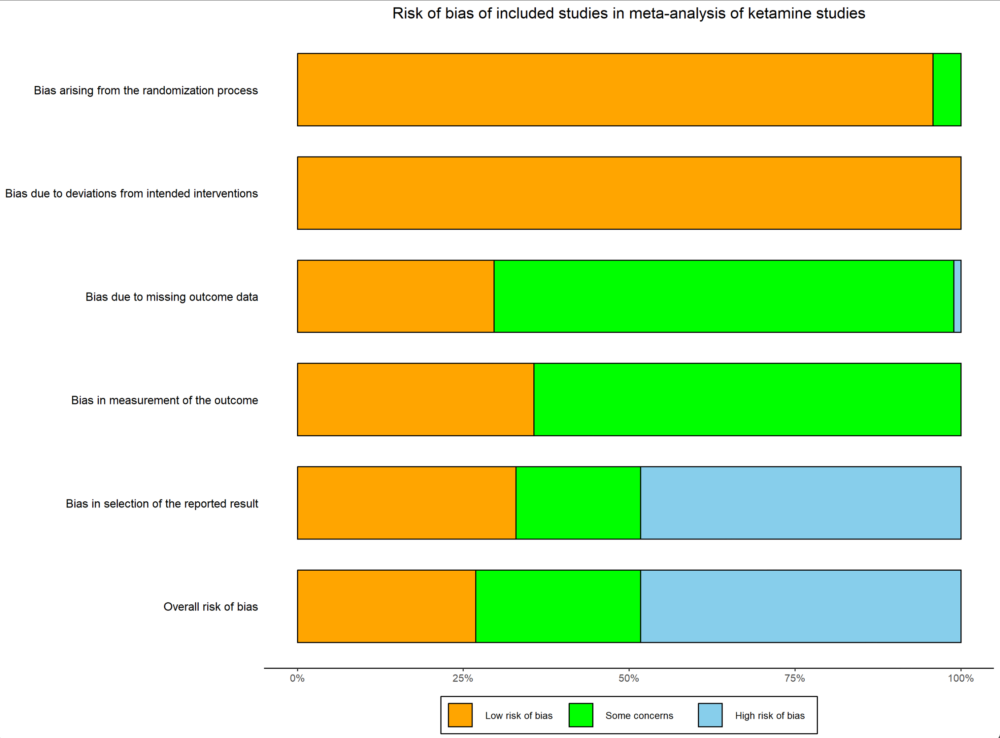 Risk of bias of included studies in meta-analysis of ketamine studies
Bias arising from the randomization process
Bias due to deviations from intended interventions
Bias due to missing outcome data
Bias in measurement of the outcome
Bias in selection of the reported result
Overall risk of bias
0% 25% 50% 75% 100%
Low risk of bias Some concerns High risk of bias